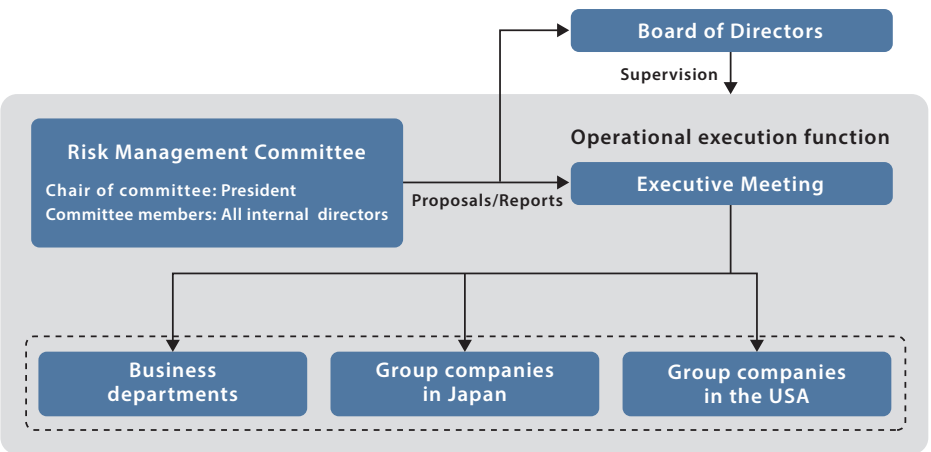 Board of Directors
Supervision
Operational execution function
Risk Management Committee
Chair of committee: President
Committee members: All internal directors
Proposals/Reports
Executive Meeting
Business
departments
Group companies
in Japan
Group companies
in the USA